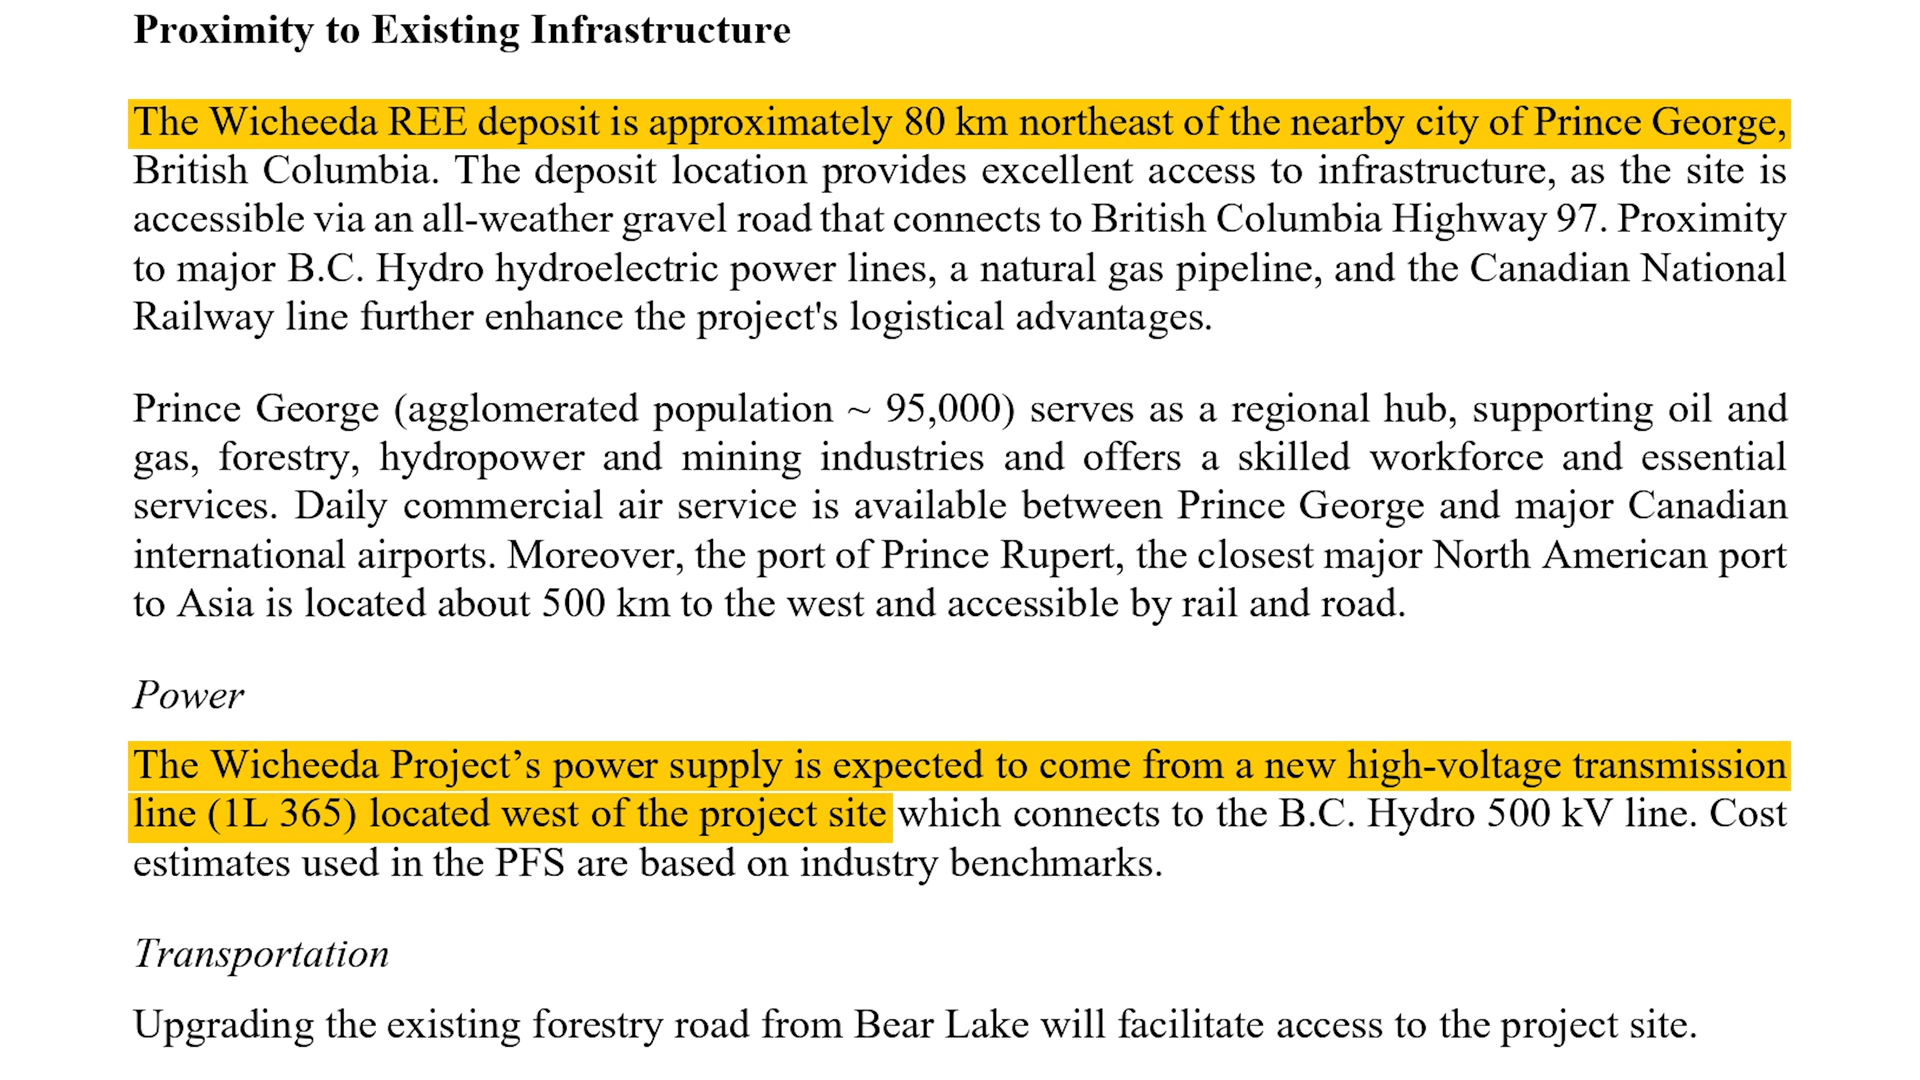 Proximity to Existing Infrastructure
The Wicheeda REE deposit is approximately 80 km northeast of the nearby city of Prince George,
British Columbia. The deposit location provides excellent access to infrastructure, as the site is
accessible via an all-weather gravel road that connects to British Columbia Highway 97. Proximity
to major B.C. Hydro hydroelectric power lines, a natural gas pipeline, and the Canadian National
Railway line further enhance the project's logistical advantages.
Prince George (agglomerated population ~ 95,000) serves as a regional hub, supporting oil and
gas, forestry, hydropower and mining industries and offers a skilled workforce and essential
services. Daily commercial air service is available between Prince George and major Canadian
international airports. Moreover, the port of Prince Rupert, the closest major North American port
to Asia is located about 500 km to the west and accessible by rail and road.
Power
The Wicheeda Project’s power supply is expected to come from a new high-voltage transmission
line (1L 365) located west of the project site which connects to the B.C. Hydro 500 kV line. Cost
estimates used in the PFS are based on industry benchmarks.
Transportation
Upgrading the existing forestry road from Bear Lake will facilitate access to the project site.